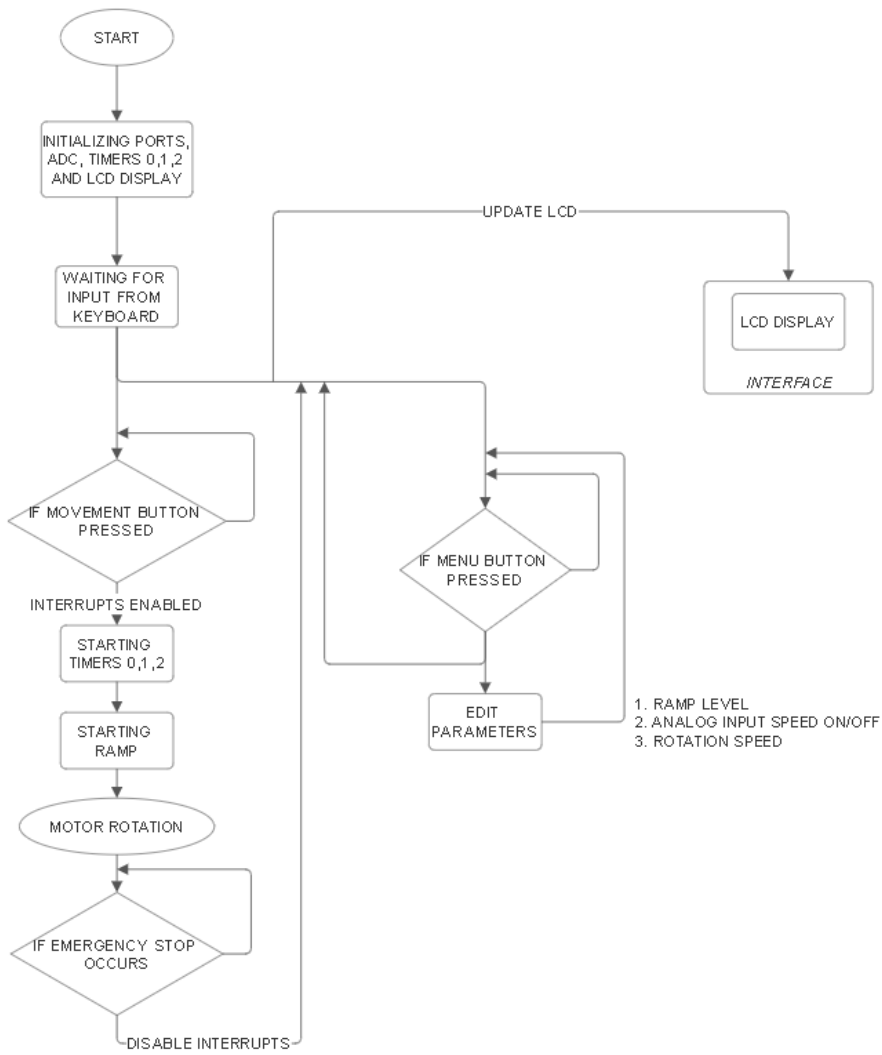 START
INITIALIZING PORTS,
ADC, TIMERS 0,1,2
AND LCD DISPLAY
UPDATE LCD
WAITING FOR
INPUT FROM
KEYBOARD
LCD DISPLAY
INTERFACE
IF MOVEMENT BUTTON
PRESSED
IF MENU BUTTON
PRESSED
INTERRUPTS ENABLED
STARTING
TIMERS 0,1,2
EDIT
PARAMETERS
1. RAMP LEVEL
2. ANALOG INPUT SPEED ON/OFF
3. ROTATION SPEED
STARTING
RAMP
MOTOR ROTATION
IF EMERGENCY STOP
OCCURS
DISABLE INTERRUPTS